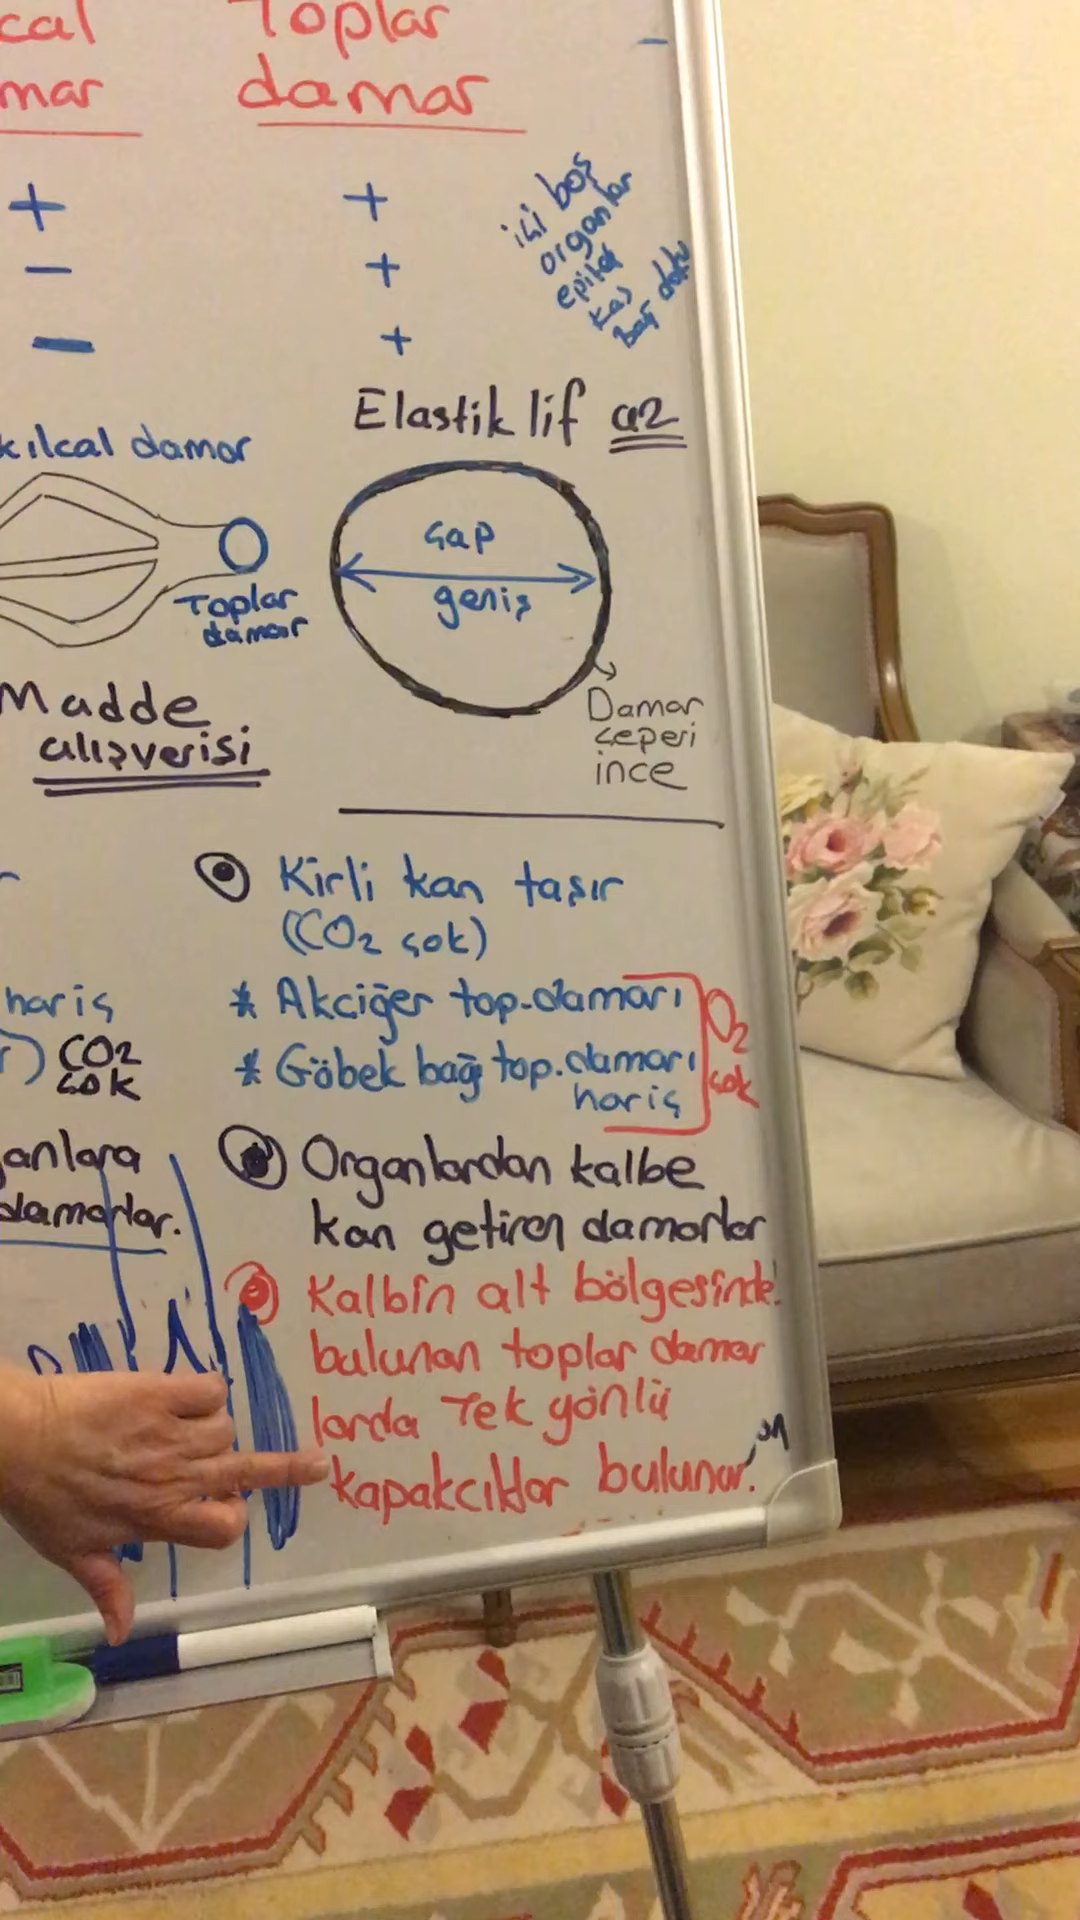 cal
mar
Toplar
damar
+
-
-
+
+
+
içi boş
organlar
epitel
kas
bağ doku
Elastik lif az
kılcal damar
Toplar
damar
çap
geniş
Damar
çeperi
ince
Madde
alışverisi
Kirli kan taşır
(CO2 çok)
* Akciğer top.damarı
* Göbek bağı top.damarı
hariç
O2
çok
hariç
) CO2
çok
anlara
damarlar.
Organlardan kalbe
kan getiren damarlar
Kalbin alt bölgesinde
bulunan toplar damar
larda Tek yönlü
kapakcıklar bulunur.